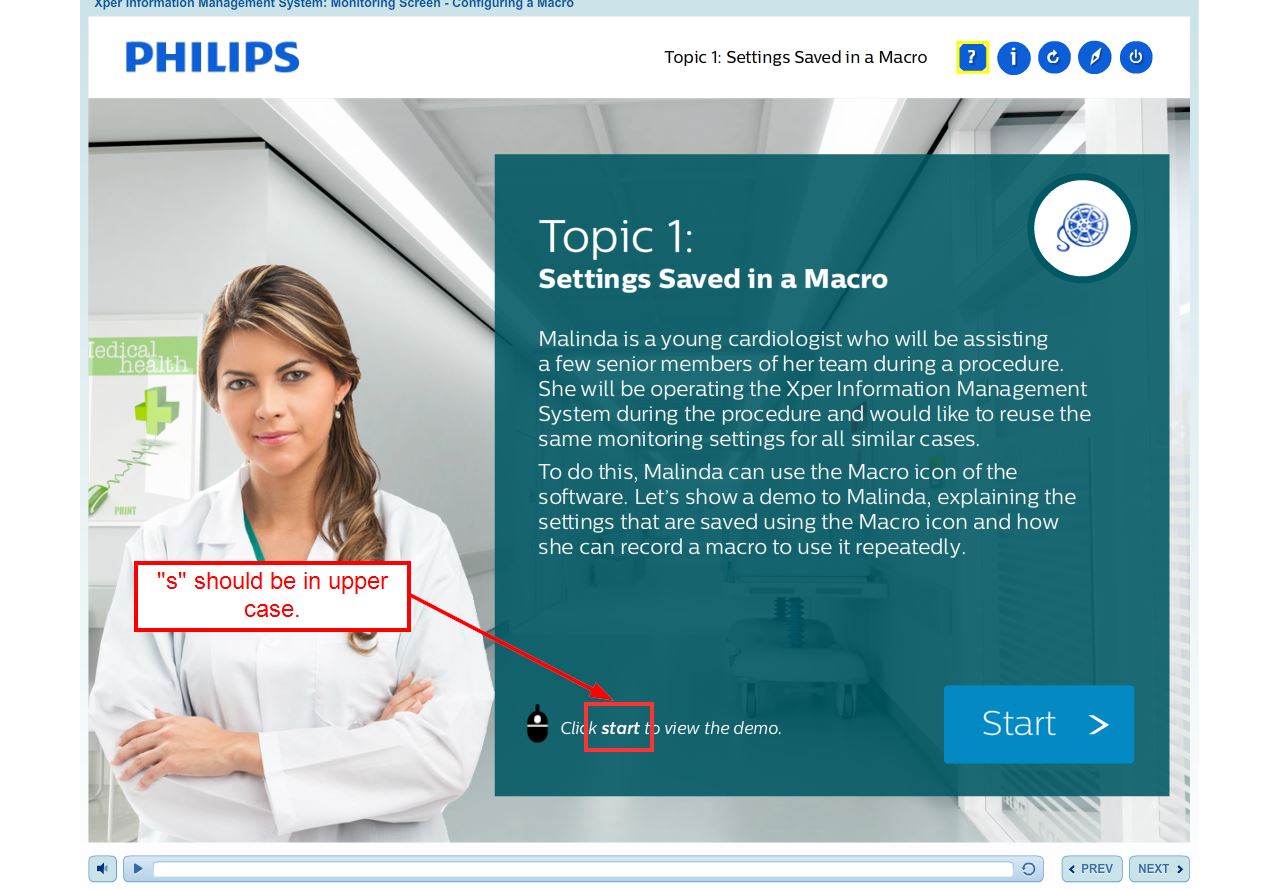 Xper Information Management System: Monitoring Screen - Configuring a Macro
PHILIPS
Topic 1: Settings Saved in a Macro
?
i
Topic 1:
Settings Saved in a Macro
Malinda is a young cardiologist who will be assisting
a few senior members of her team during a procedure.
She will be operating the Xper Information Management
System during the procedure and would like to reuse the
same monitoring settings for all similar cases.
To do this, Malinda can use the Macro icon of the
software. Let’s show a demo to Malinda, explaining the
settings that are saved using the Macro icon and how
she can record a macro to use it repeatedly.
edical
health
PRINT
"s" should be in upper
case.
Click start to view the demo.
Start >
PREV
NEXT